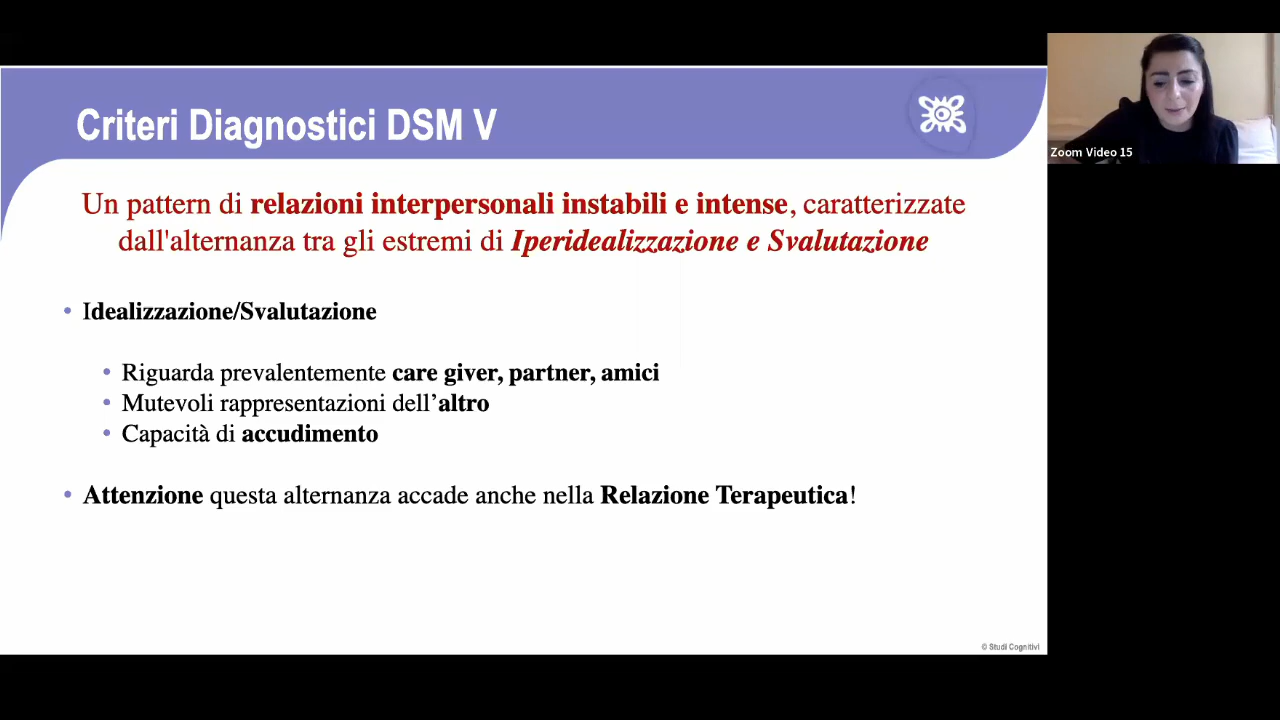 Criteri Diagnostici DSM V
Un pattern di relazioni interpersonali instabili e intense, caratterizzate
dall'alternanza tra gli estremi di Iperidealizzazione e Svalutazione
• Idealizzazione/Svalutazione
• Riguarda prevalentemente care giver, partner, amici
• Mutevoli rappresentazioni dell’altro
• Capacità di accudimento
• Attenzione questa alternanza accade anche nella Relazione Terapeutica!
© Studi Cognitivi
Zoom Video 15